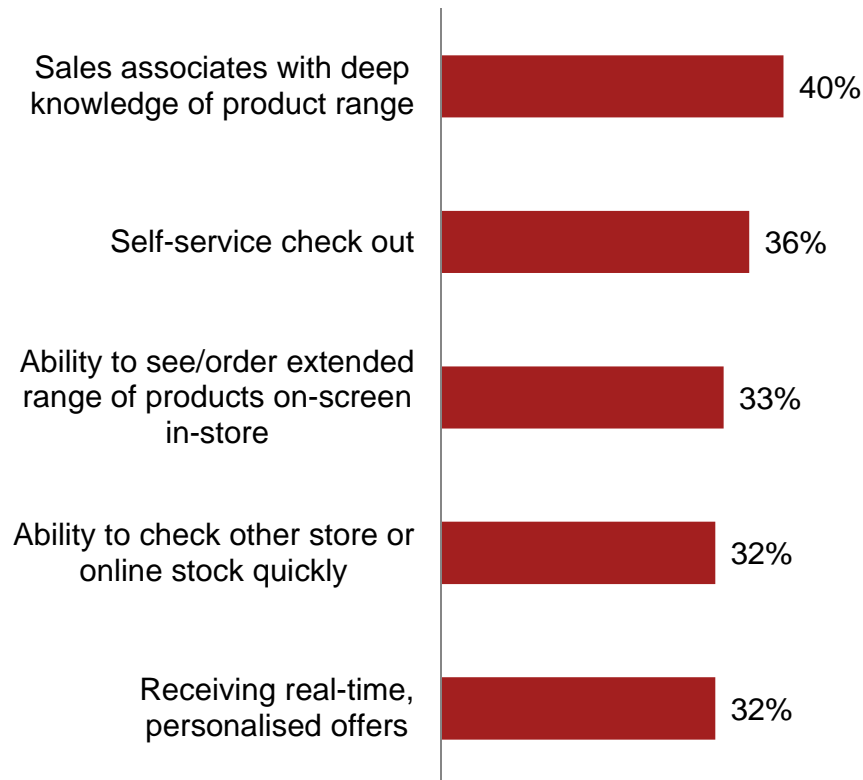 Sales associates with deep
knowledge of product range
40%
Self-service check out
36%
Ability to see/order extended
range of products on-screen
in-store
33%
Ability to check other store or
online stock quickly
32%
Receiving real-time,
personalised offers
32%